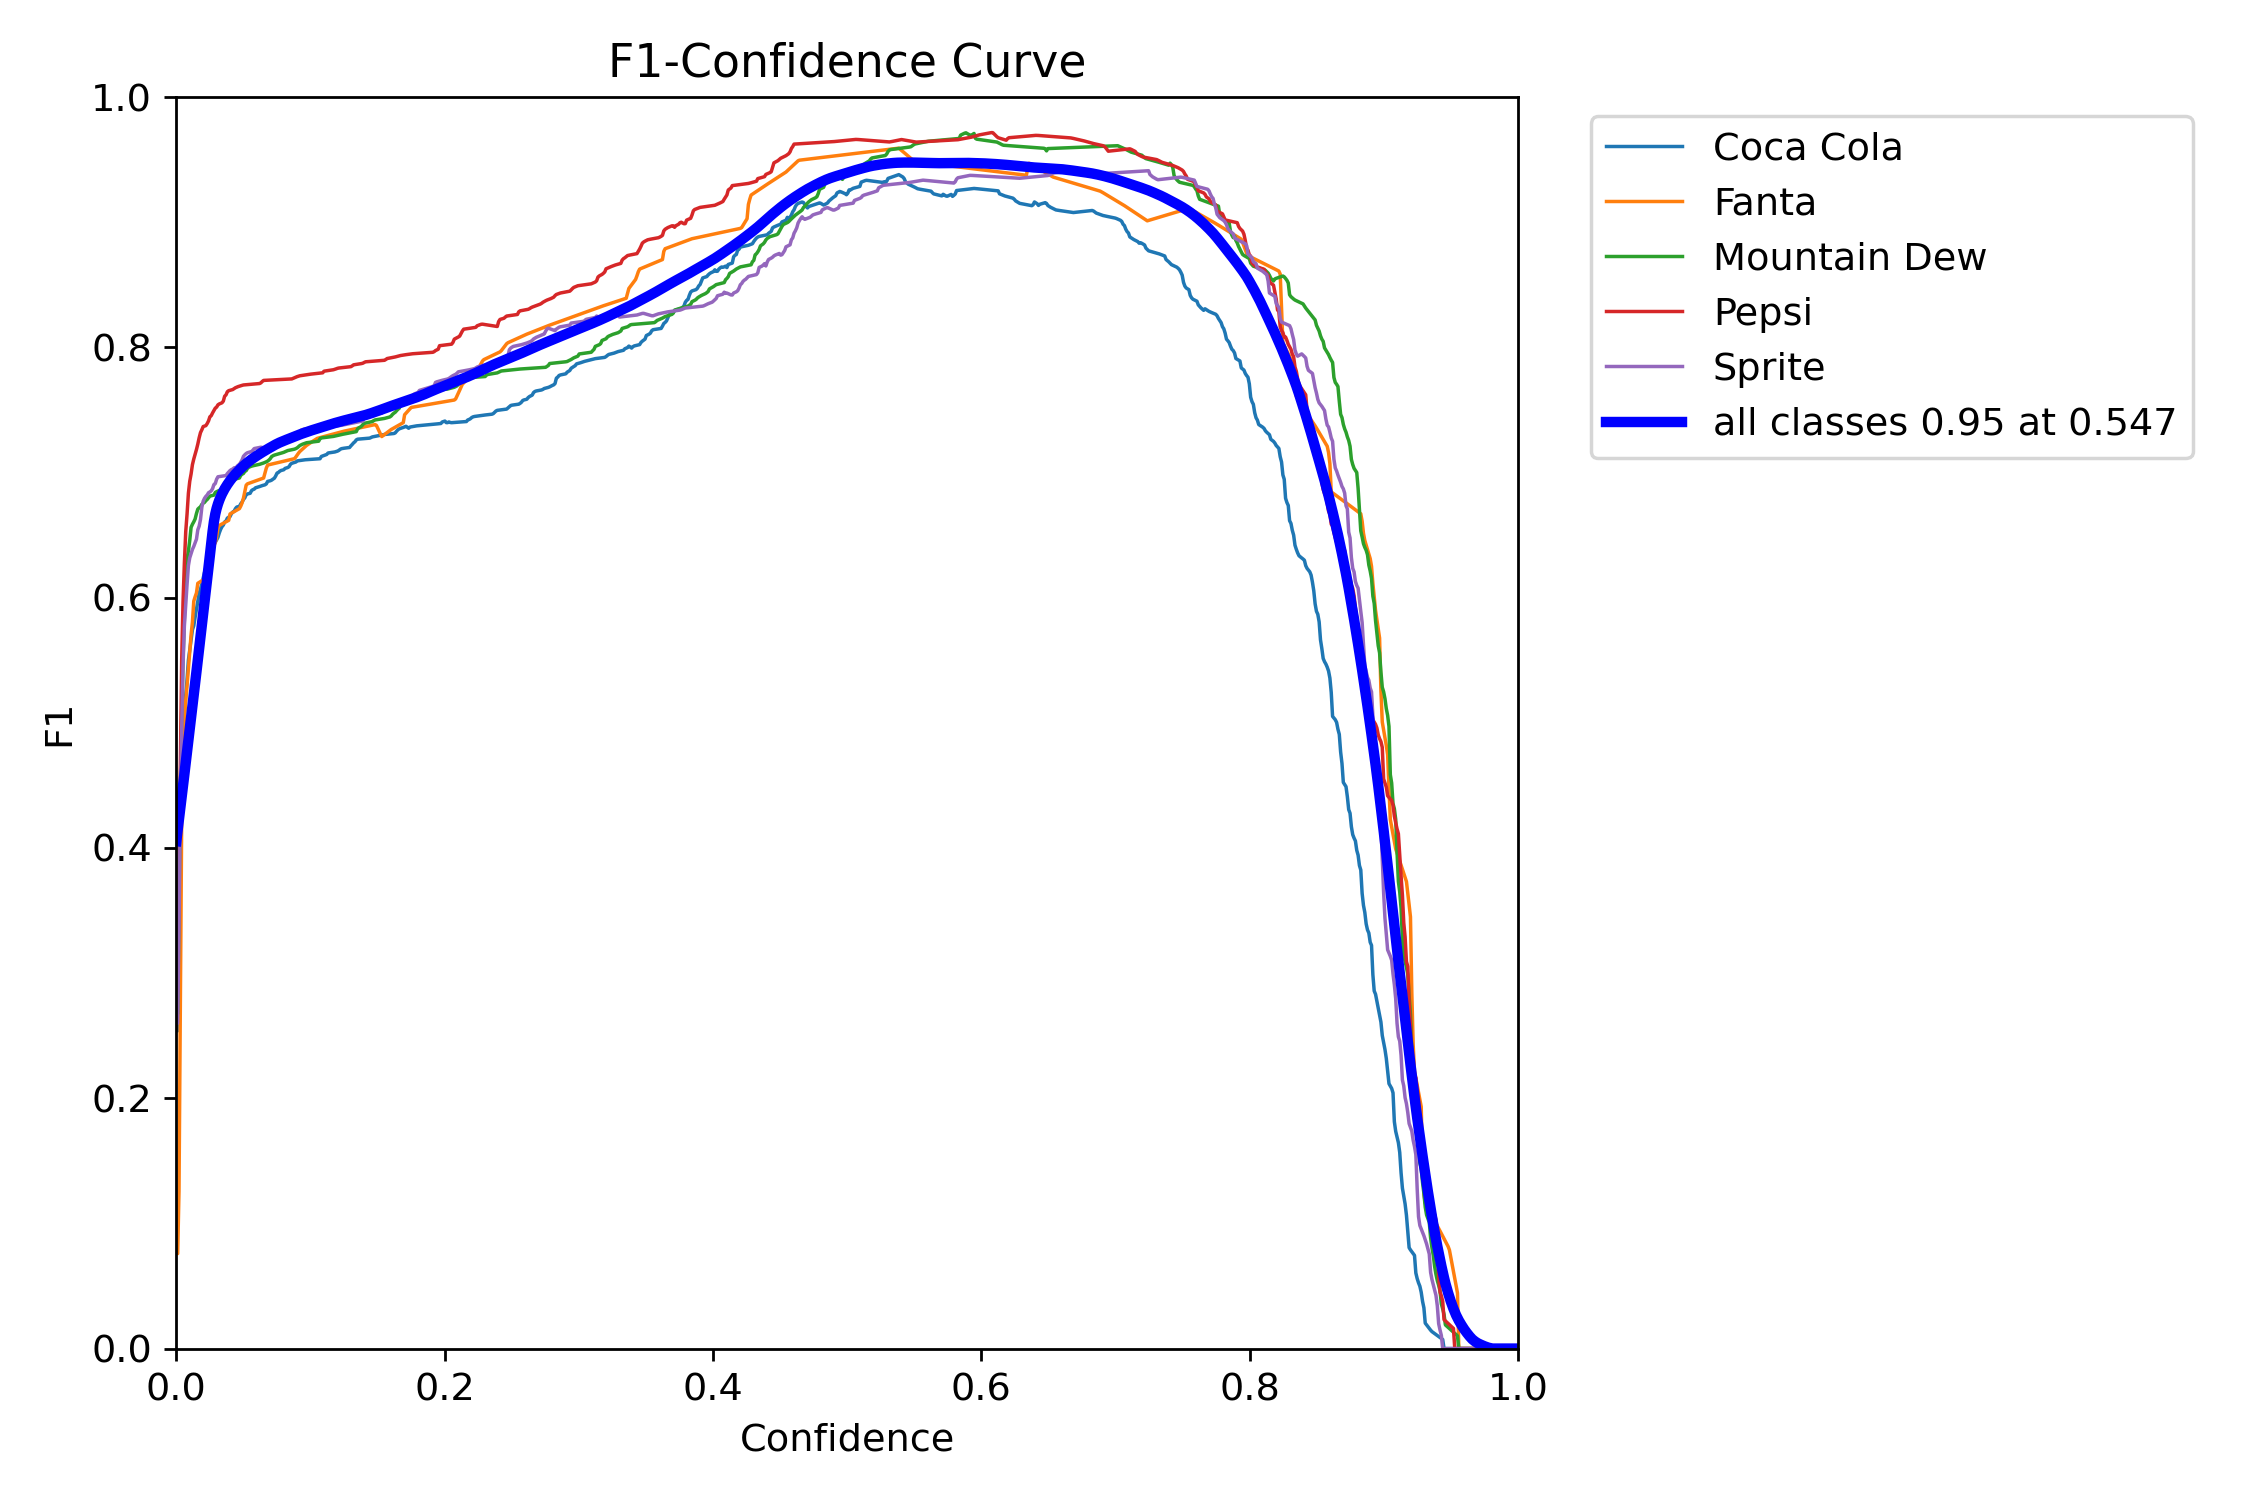 F1-Confidence Curve
1.0
0.8
0.6
0.4
0.2
0.0
F1
0.0 0.2 0.4 0.6 0.8 1.0
Confidence
Coca Cola
Fanta
Mountain Dew
Pepsi
Sprite
all classes 0.95 at 0.547